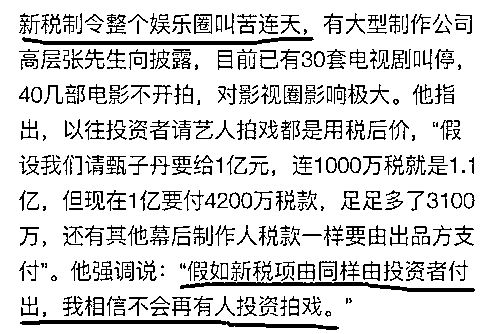 新税制令整个娱乐圈叫苦连天，有大型制作公司
高层张先生向披露，目前已有30套电视剧叫停，
40几部电影不开拍，对影视圈影响极大。他指
出，以往投资者请艺人拍戏都是用税后价，“假
设我们请甄子丹要给1亿元，连1000万税就是1.1
亿，但现在1亿要付4200万税款，足足多了3100
万，还有其他幕后制作人税款一样要由出品方支
付”。他强调说：“假如新税项由同样由投资者付
出，我相信不会再有人投资拍戏。”